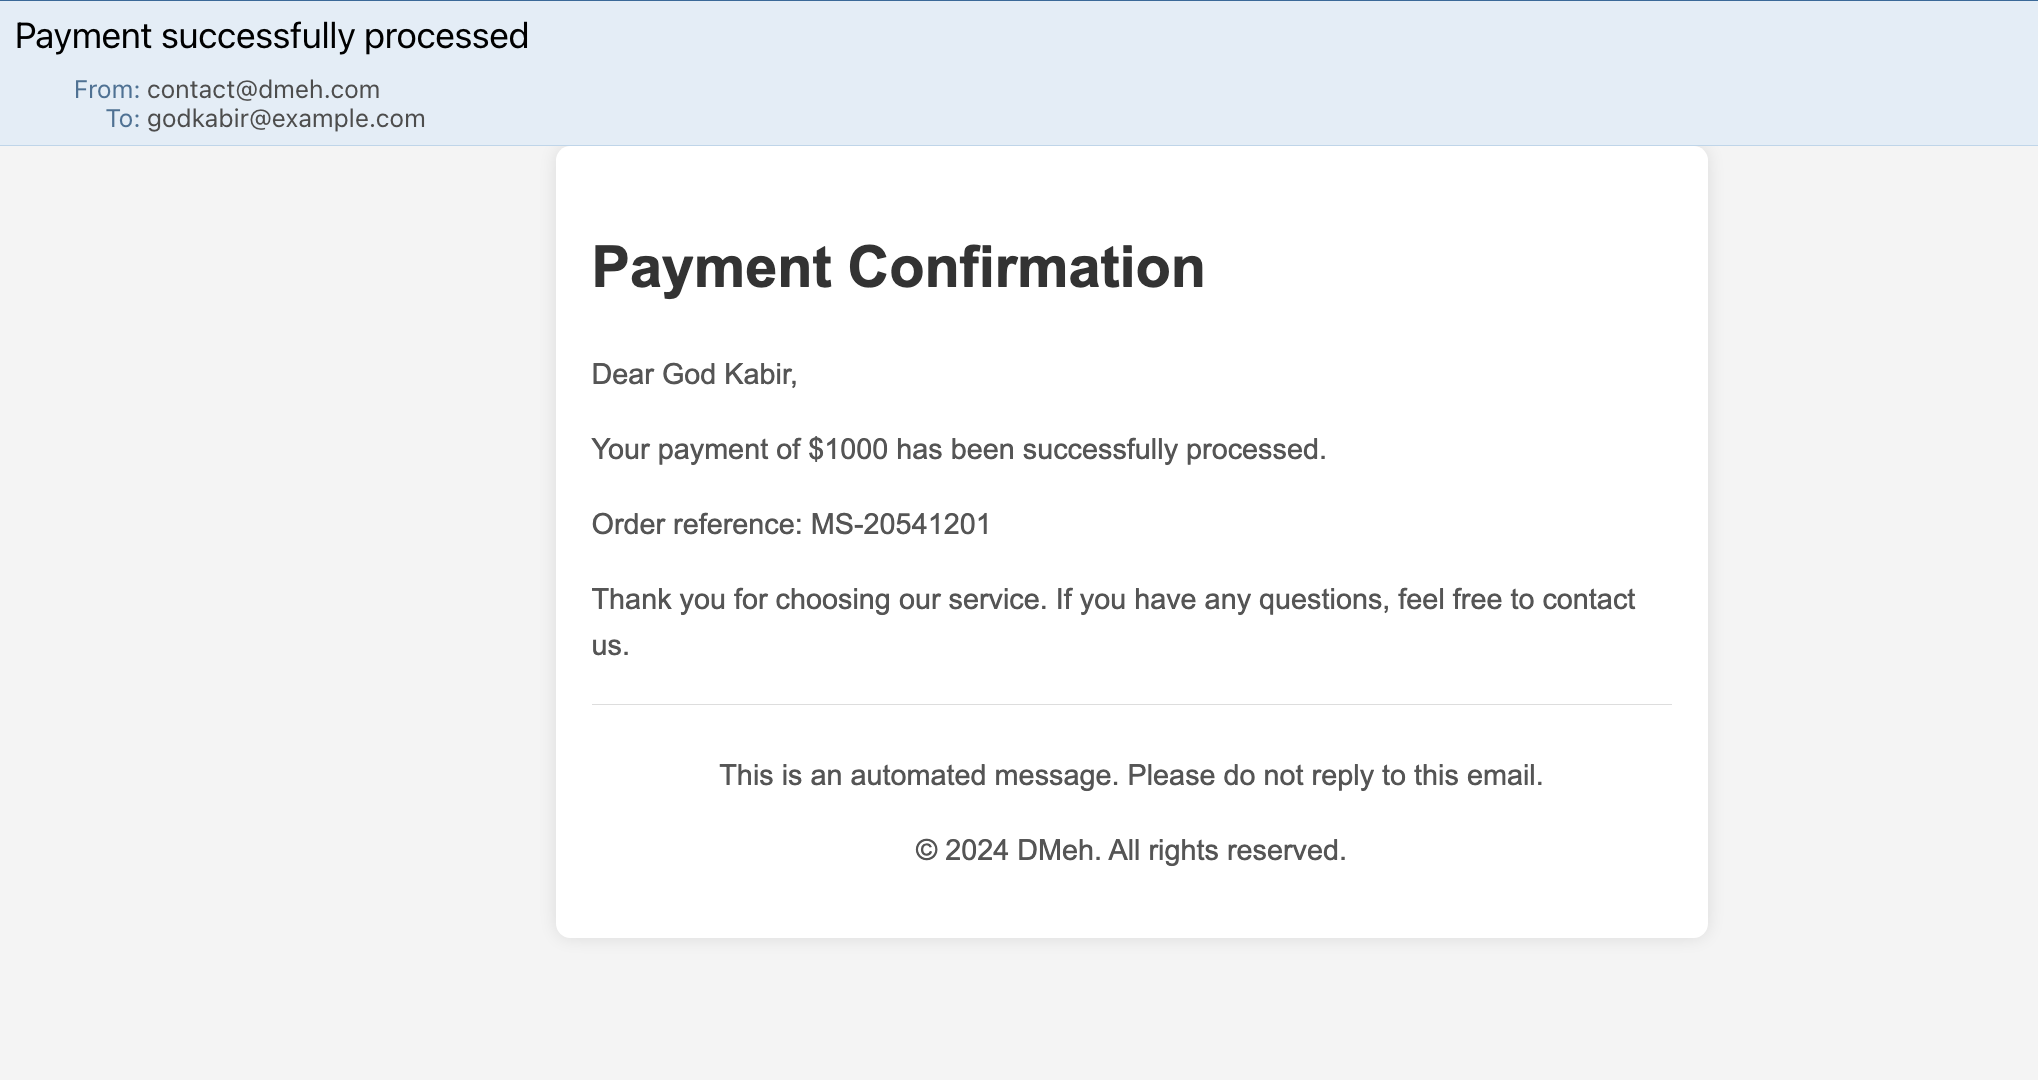 Payment successfully processed
From: contact@dmeh.com
To: godkabir@example.com
Payment Confirmation
Dear God Kabir,
Your payment of $1000 has been successfully processed.
Order reference: MS-20541201
Thank you for choosing our service. If you have any questions, feel free to contact
us.
This is an automated message. Please do not reply to this email.
© 2024 DMeh. All rights reserved.